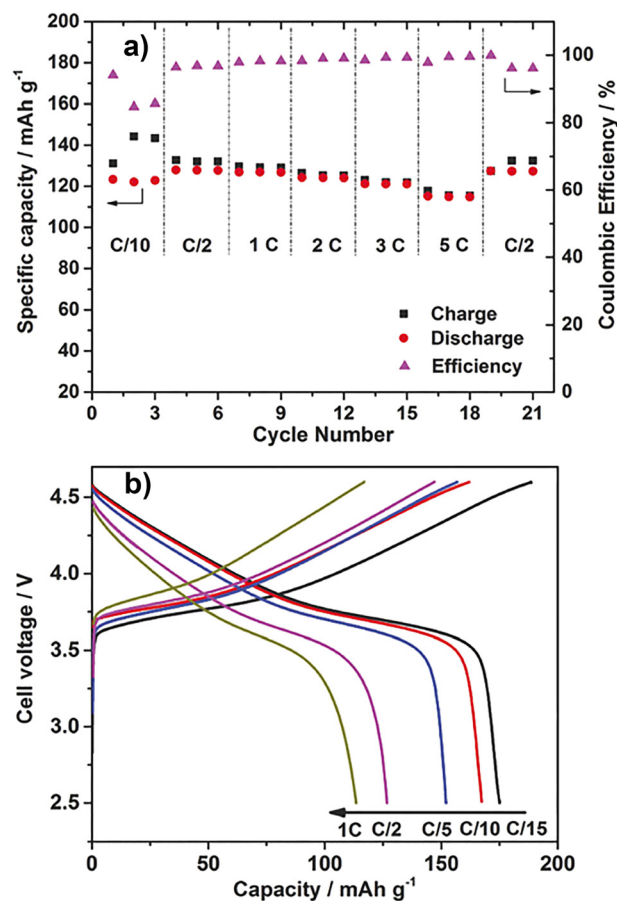 a)
200
180
160
140
120
100
80
60
40
20
Specific capacity / mAh g⁻¹
100
80
60
40
20
0
Coulombic Efficiency / %
C/10 C/2 1 C 2 C 3 C 5 C C/2
Charge
Discharge
Efficiency
0 3 6 9 12 15 18 21
Cycle Number
b)
4.5
4.0
3.5
3.0
2.5
Cell voltage / V
1C C/2 C/5 C/10 C/15
0 50 100 150 200
Capacity / mAh g⁻¹